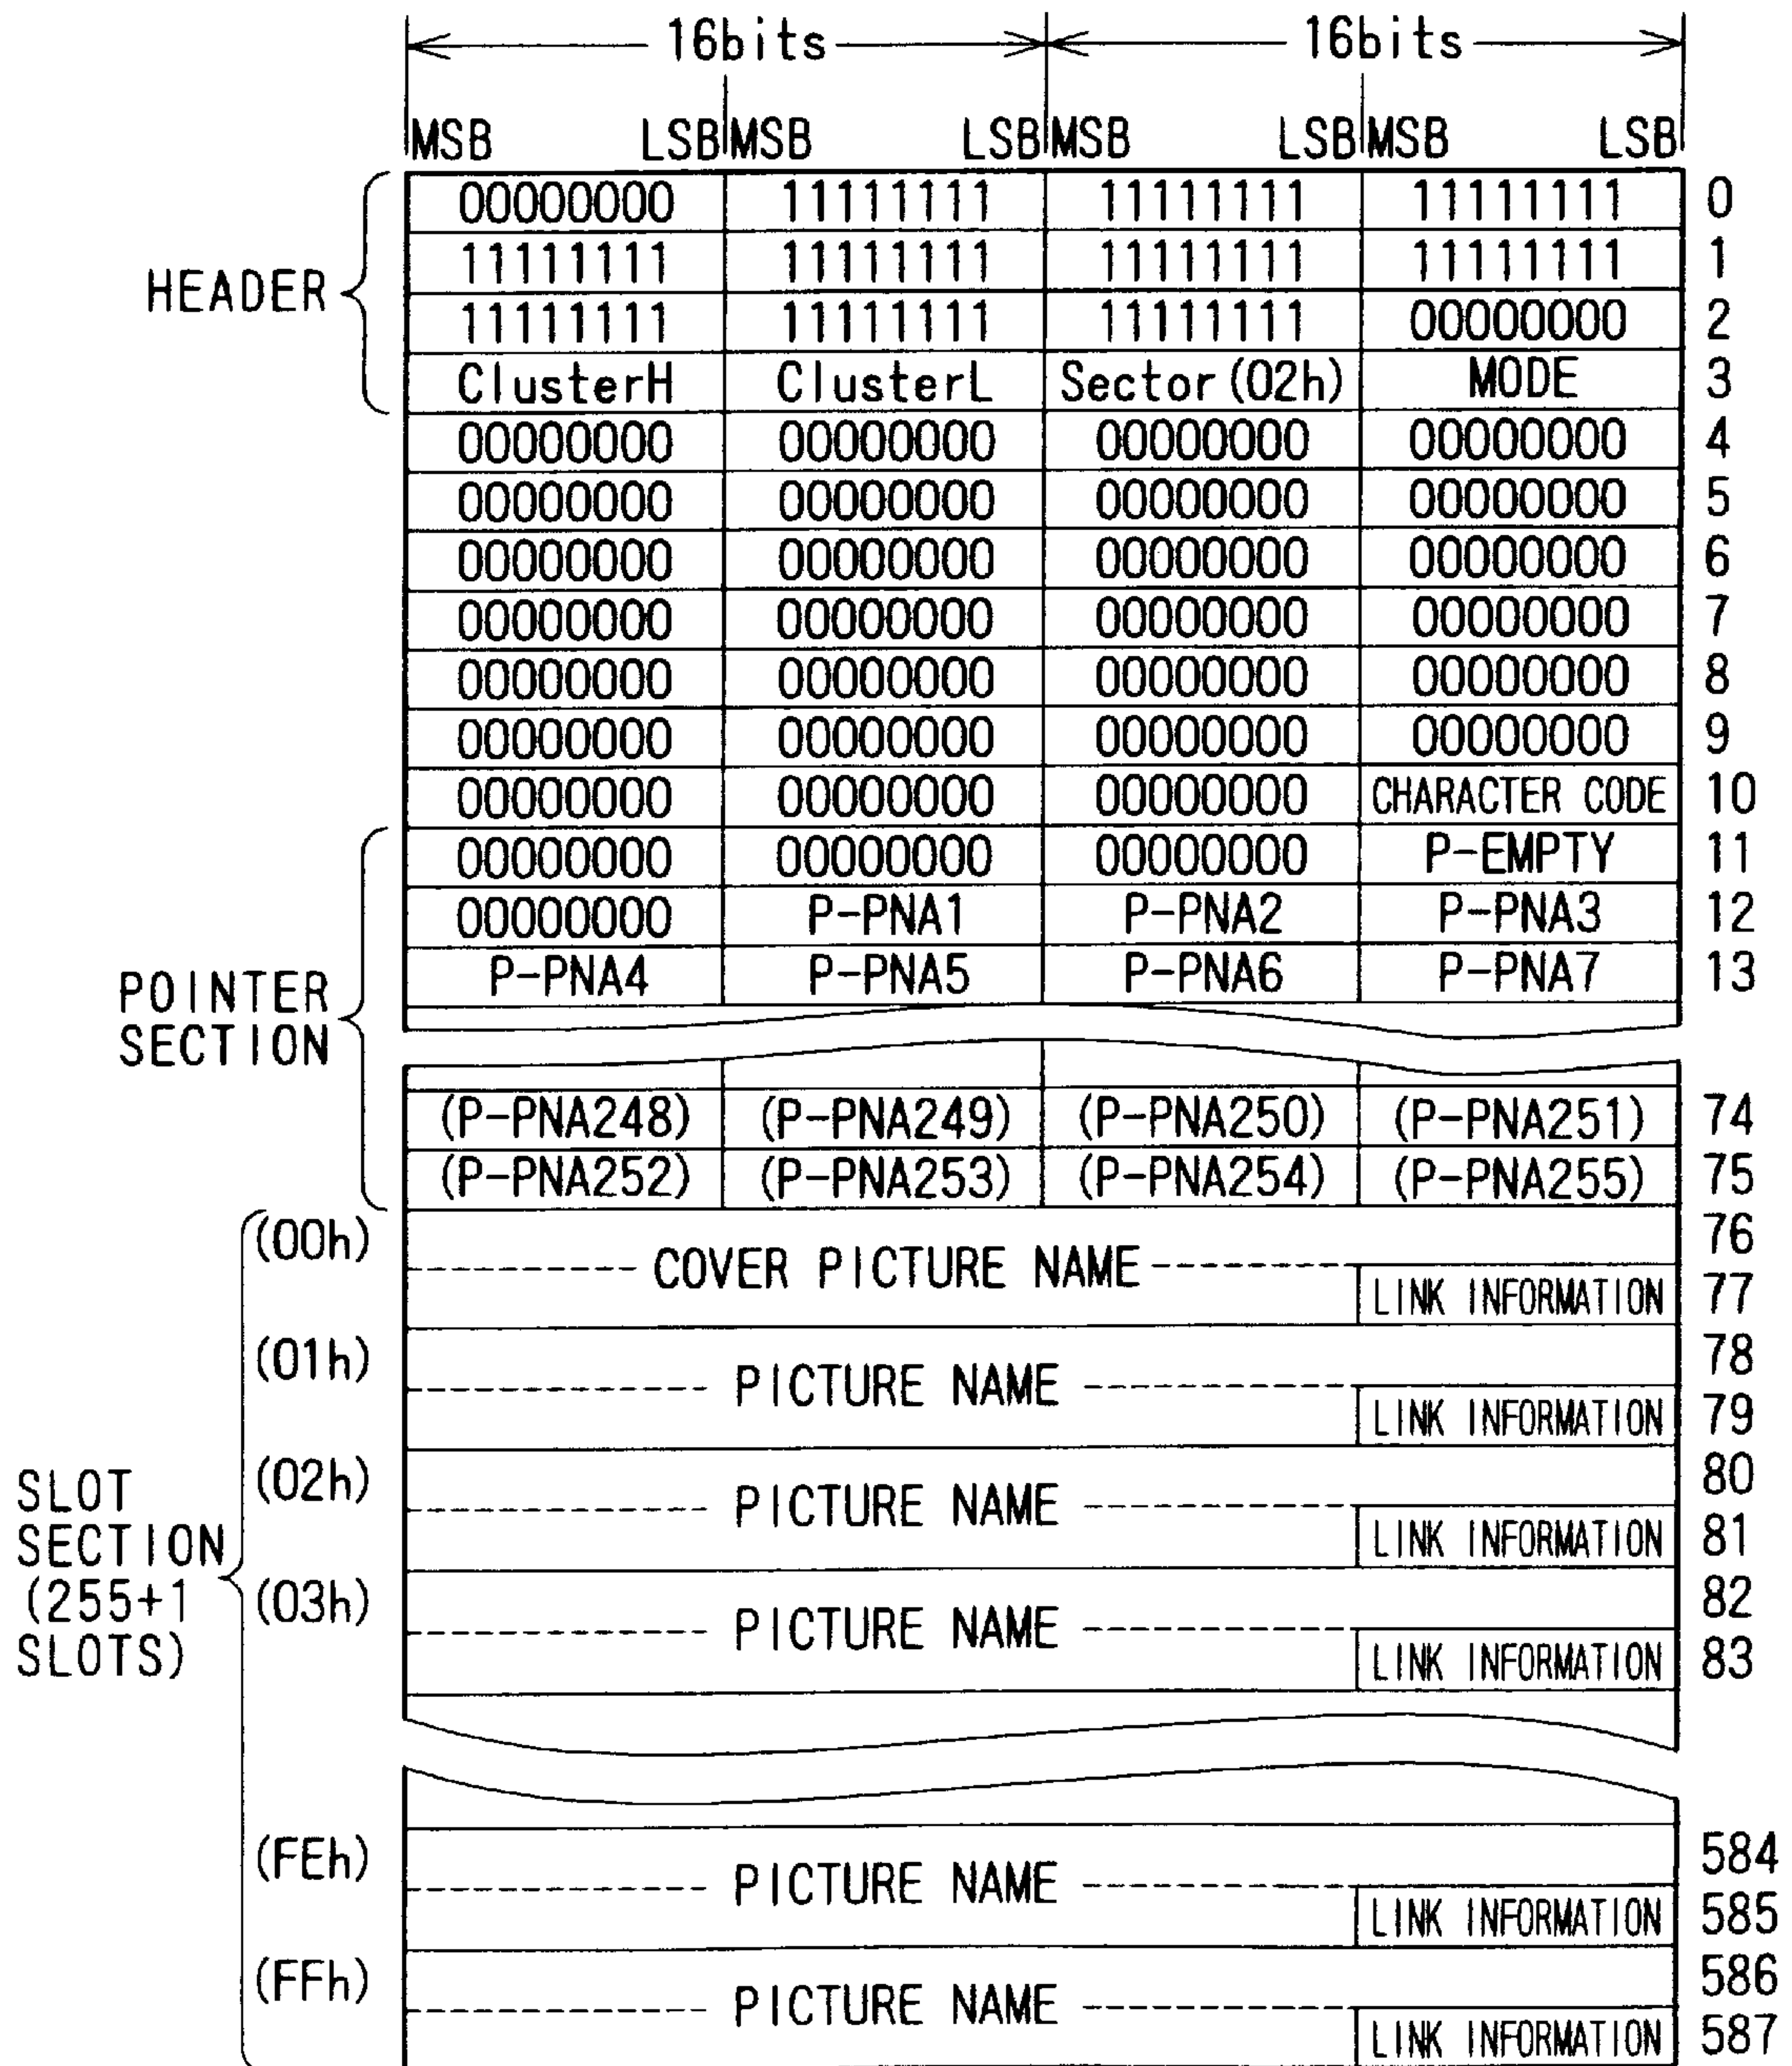 16bits 16bits
MSB LSB MSB LSB MSB LSB MSB LSB
00000000 11111111 11111111 11111111 0
HEADER 11111111 11111111 11111111 11111111 1
11111111 11111111 11111111 00000000 2
ClusterH ClusterL Sector(02h) MODE 3
00000000 00000000 00000000 00000000 4
00000000 00000000 00000000 00000000 5
00000000 00000000 00000000 00000000 6
00000000 00000000 00000000 00000000 7
00000000 00000000 00000000 00000000 8
00000000 00000000 00000000 00000000 9
00000000 00000000 00000000 CHARACTER CODE 10
00000000 00000000 00000000 P-EMPTY 11
00000000 P-PNA1 P-PNA2 P-PNA3 12
P-PNA4 P-PNA5 P-PNA6 P-PNA7 13
POINTER
SECTION
(P-PNA248) (P-PNA249) (P-PNA250) (P-PNA251) 74
(P-PNA252) (P-PNA253) (P-PNA254) (P-PNA255) 75
(00h) 76
COVER PICTURE NAME
LINK INFORMATION 77
(01h) 78
PICTURE NAME
LINK INFORMATION 79
(02h) 80
PICTURE NAME
LINK INFORMATION 81
SLOT
SECTION
(255+1
SLOTS)
(03h) 82
PICTURE NAME
LINK INFORMATION 83
(FEh) 584
PICTURE NAME
LINK INFORMATION 585
(FFh) 586
PICTURE NAME
LINK INFORMATION 587